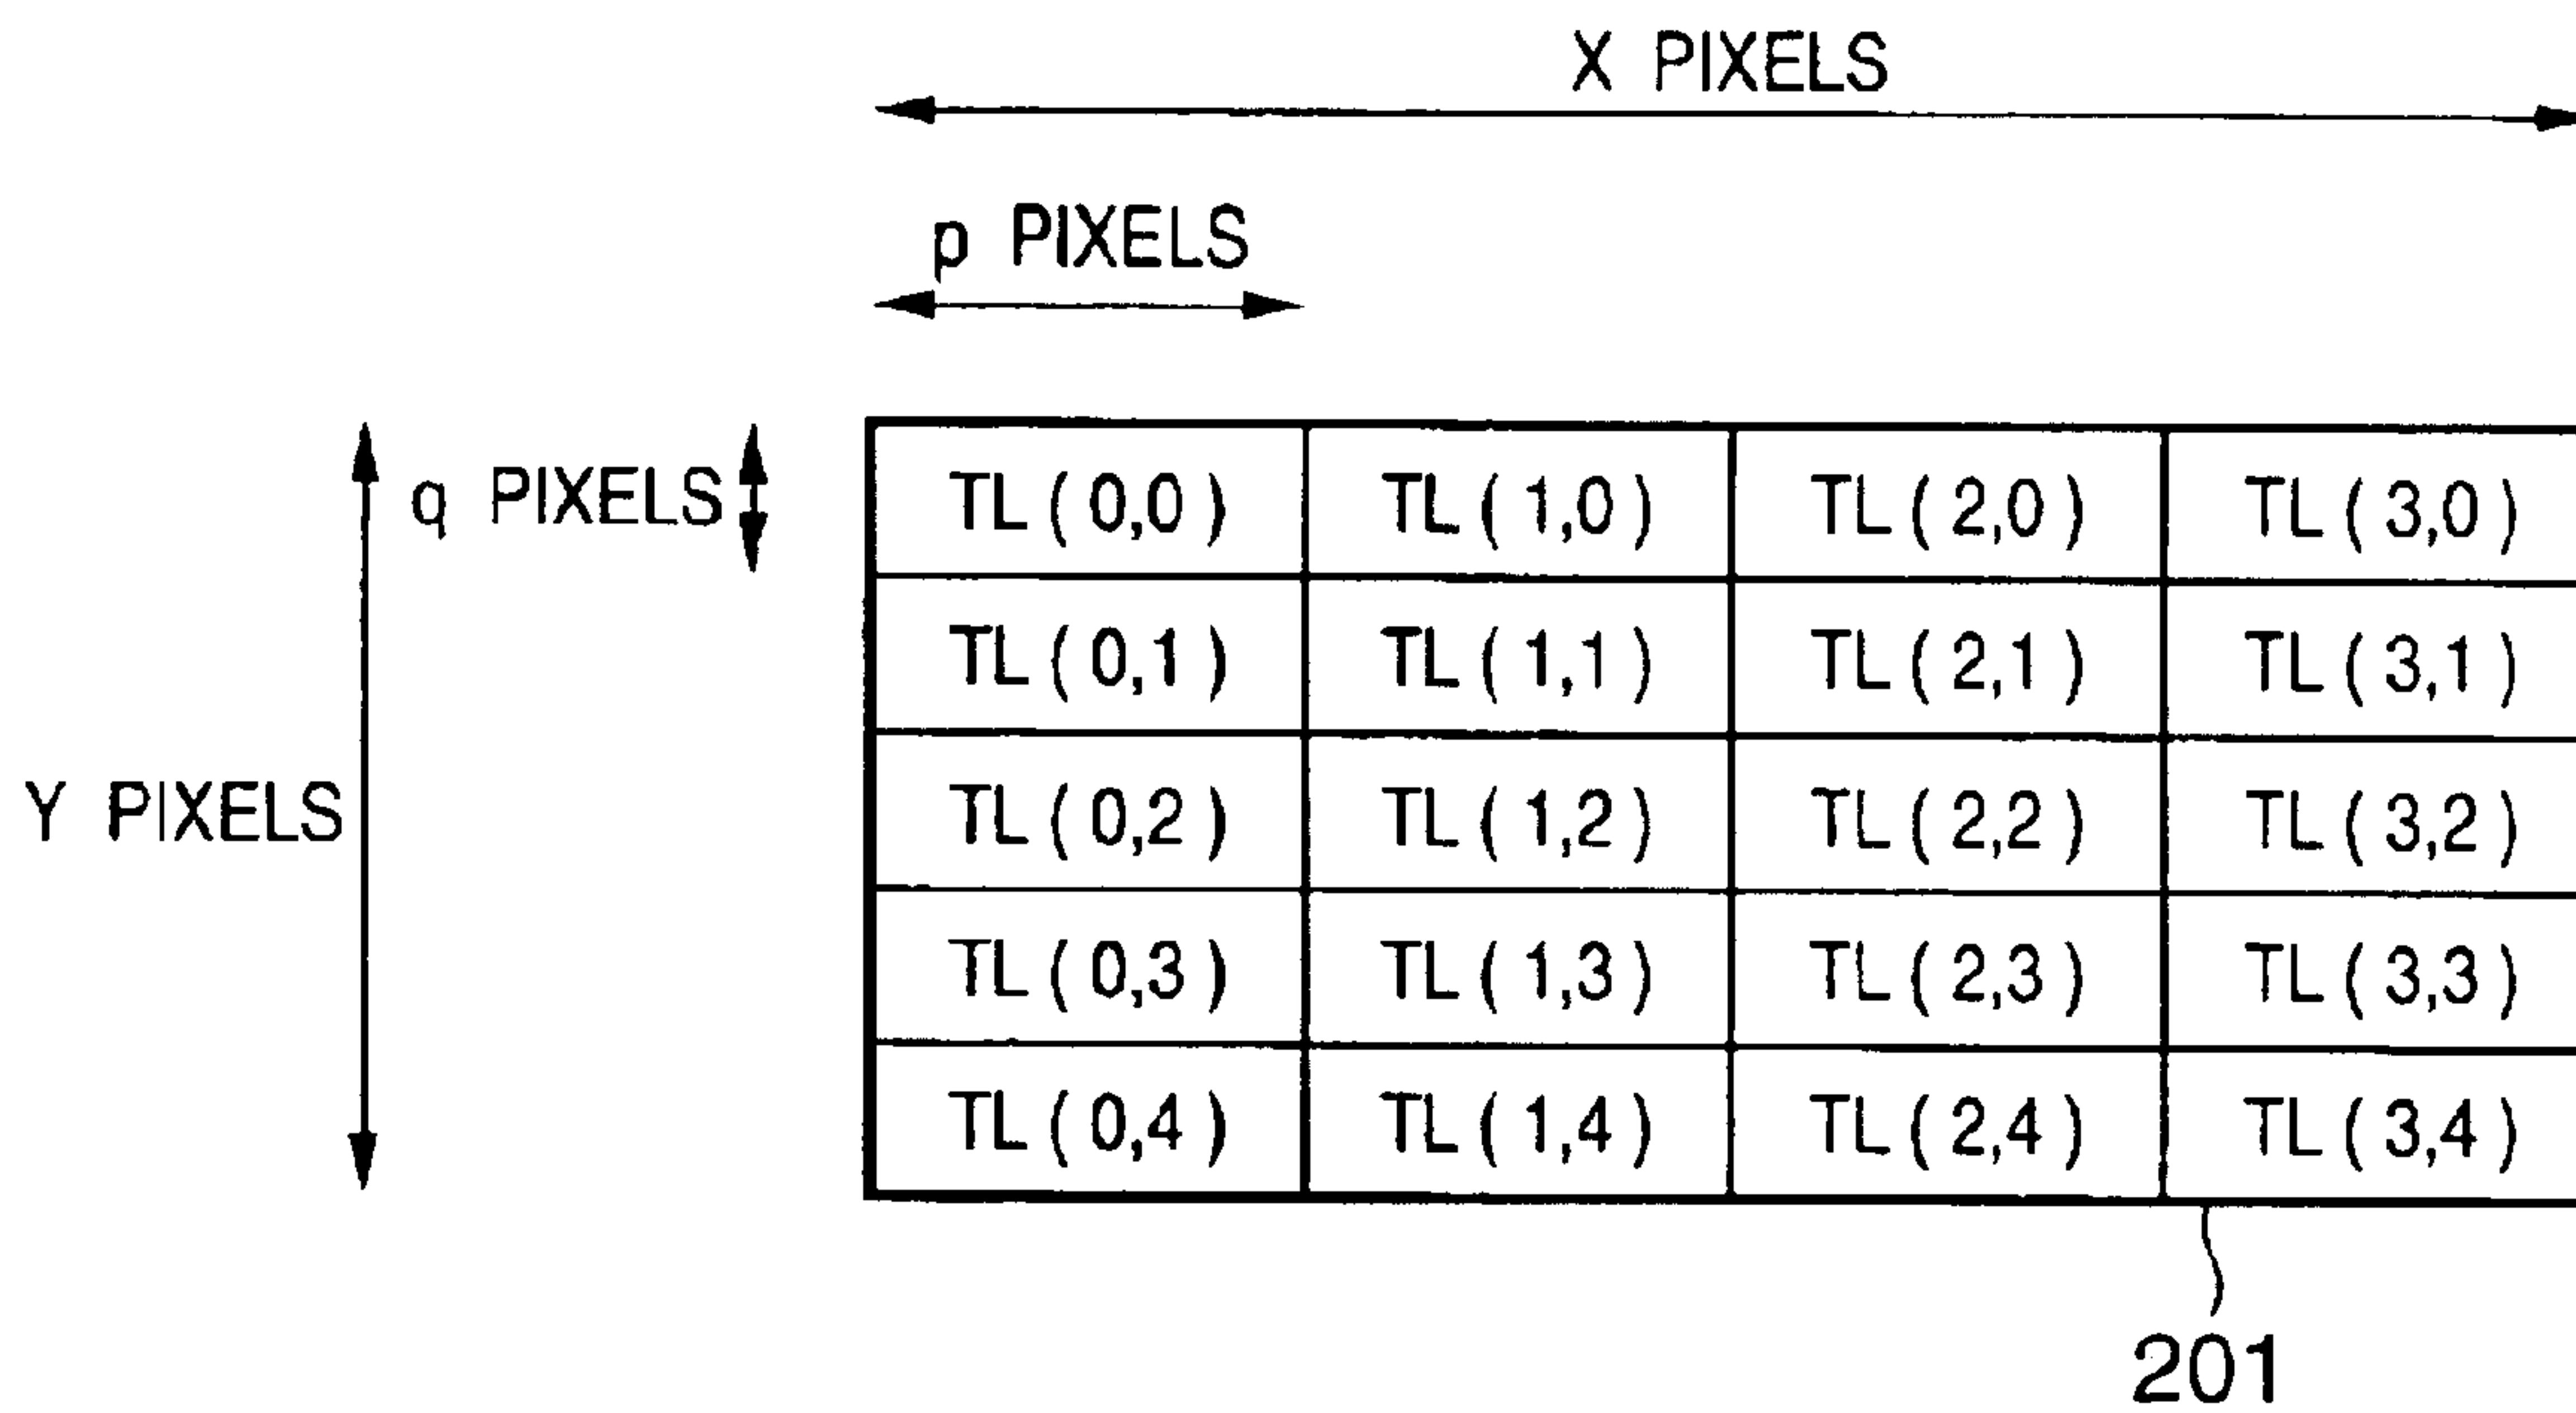 X PIXELS
p PIXELS
q PIXELS
TL ( 0,0 ) TL ( 1,0 ) TL ( 2,0 ) TL ( 3,0 )
TL ( 0,1 ) TL ( 1,1 ) TL ( 2,1 ) TL ( 3,1 )
Y PIXELS
TL ( 0,2 ) TL ( 1,2 ) TL ( 2,2 ) TL ( 3,2 )
TL ( 0,3 ) TL ( 1,3 ) TL ( 2,3 ) TL ( 3,3 )
TL ( 0,4 ) TL ( 1,4 ) TL ( 2,4 ) TL ( 3,4 )
201